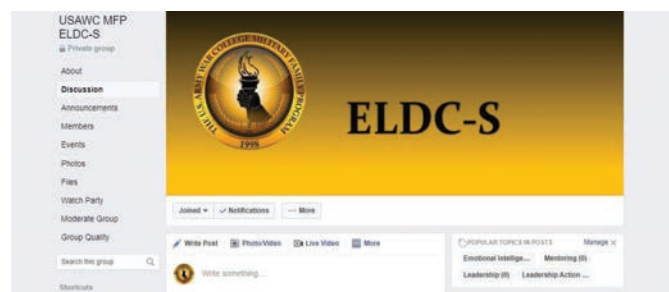 USAWC MFP
ELDC-S
Private group
About
Discussion
Announcements
Members
Events
Photos
Files
Watch Party
Moderate Group
Group Quality
Search this group
Shortcuts
THE U.S. ARMY WAR COLLEGE MILITARY FAMILY PROGRAM
1998
ELDC-S
Joined Notifications ··· More
Write Post Photo/Video Live Video More
Write something...
POPULAR TOPICS IN POSTS Manage
Emotional Intellige... Mentoring (0)
Leadership (0) Leadership Action ...